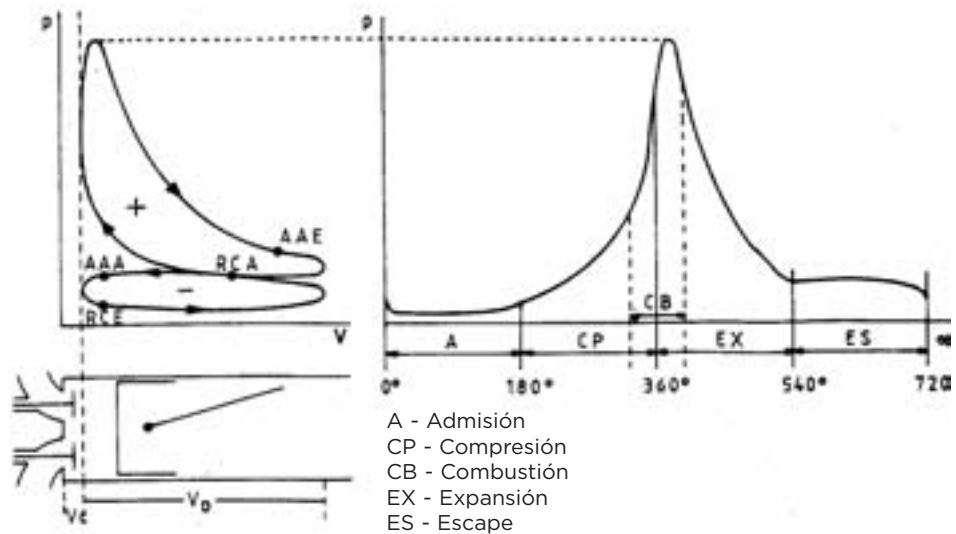 P
P
+
AAE
AAA
RCA
-
RCE
V
CB
A
CP
EX
ES
α
0°
180°
360°
540°
720°
Vc
VD
A - Admisión
CP - Compresión
CB - Combustión
EX - Expansión
ES - Escape